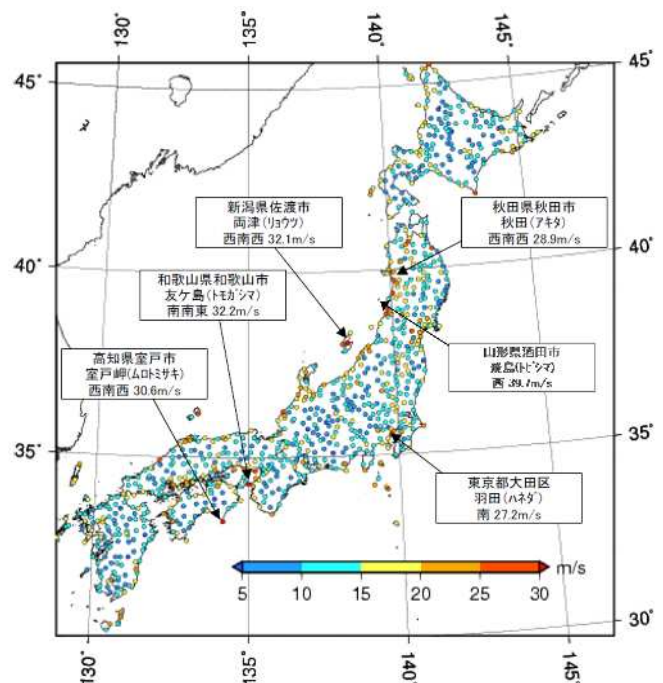 130°
135°
140°
145°
45°
45°
新潟県佐渡市
両津(リョウツ)
西南西 32.1m/s
秋田県秋田市
秋田(アキタ)
西南西 28.9m/s
40°
40°
和歌山県和歌山市
友ケ島(トモガシマ)
南南東 32.2m/s
山形県酒田市
飛島(トビシマ)
西 39.7m/s
高知県室戸市
室戸岬(ムロトミサキ)
西南西 30.6m/s
35°
35°
東京都大田区
羽田(ハネダ)
南 27.2m/s
m/s
5 10 15 20 25 30
30°
130°
135°
140°
145°